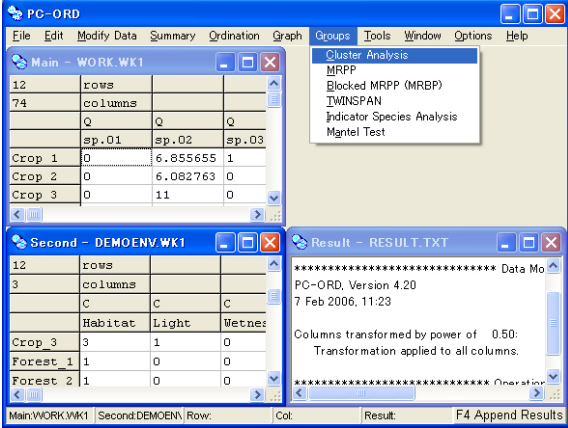 PC-ORD
File Edit Modify Data Summary Ordination Graph Groups Tools Window Options Help
Cluster Analysis
MRPP
Blocked MRPP (MRBP)
TWINSPAN
Indicator Species Analysis
Mantel Test
Main - WORK.WK1
12 rows
74 columns
Q Q Q
sp.01 sp.02 sp.03
Crop 1 0 6.855655 1
Crop 2 0 6.082763 0
Crop 3 0 11 0
Second - DEMOENV.WK1
12 rows
3 columns
C C C
Habitat Light Wetnes
Crop_3 3 1 0
Forest_1 1 0 0
Forest 2 1 0 0
Result - RESULT.TXT
****************************** Data Mo
PC-ORD, Version 4.20
7 Feb 2006, 11:23
Columns transformed by power of 0.50:
Transformation applied to all columns.
****************************** Operation
Main:WORK.WK1 Second:DEMOEN\ Row: Col: Result: F4 Append Results